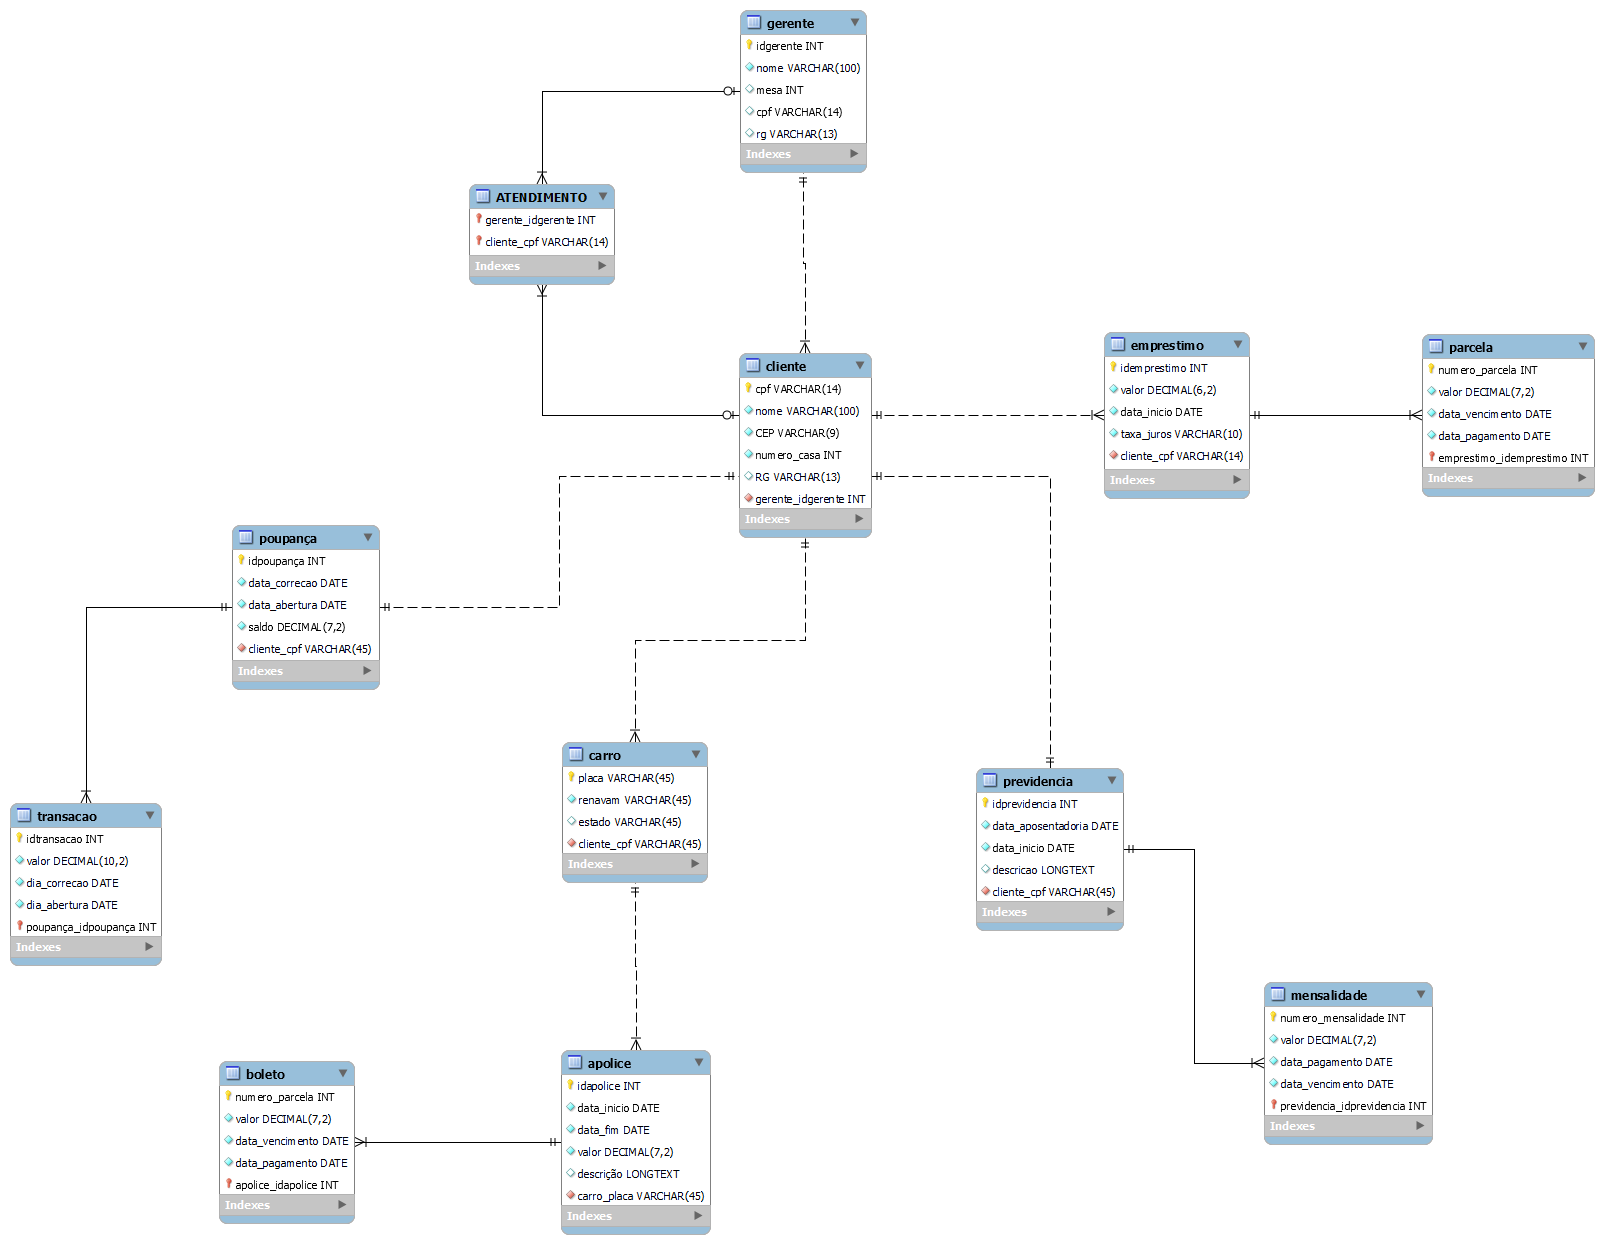 gerente
idgerente INT
nome VARCHAR(100)
mesa INT
cpf VARCHAR(14)
rg VARCHAR(13)
Indexes
ATENDIMENTO
gerente_idgerente INT
cliente_cpf VARCHAR(14)
Indexes
cliente
cpf VARCHAR(14)
nome VARCHAR(100)
CEP VARCHAR(9)
numero_casa INT
RG VARCHAR(13)
gerente_idgerente INT
Indexes
emprestimo
idemprestimo INT
valor DECIMAL(6,2)
data_inicio DATE
taxa_juros VARCHAR(10)
cliente_cpf VARCHAR(14)
Indexes
parcela
numero_parcela INT
valor DECIMAL(7,2)
data_vencimento DATE
data_pagamento DATE
emprestimo_idemprestimo INT
Indexes
poupança
idpoupança INT
data_correcao DATE
data_abertura DATE
saldo DECIMAL(7,2)
cliente_cpf VARCHAR(45)
Indexes
carro
placa VARCHAR(45)
renavam VARCHAR(45)
estado VARCHAR(45)
cliente_cpf VARCHAR(45)
Indexes
previdencia
idprevidencia INT
data_aposentadoria DATE
data_inicio DATE
descricao LONGTEXT
cliente_cpf VARCHAR(45)
Indexes
transacao
idtransacao INT
valor DECIMAL(10,2)
dia_correcao DATE
dia_abertura DATE
poupança_idpoupança INT
Indexes
mensalidade
numero_mensalidade INT
valor DECIMAL(7,2)
data_pagamento DATE
data_vencimento DATE
previdencia_idprevidencia INT
Indexes
boleto
numero_parcela INT
valor DECIMAL(7,2)
data_vencimento DATE
data_pagamento DATE
apolice_idapolice INT
Indexes
apolice
idapolice INT
data_inicio DATE
data_fim DATE
valor DECIMAL(7,2)
descrição LONGTEXT
carro_placa VARCHAR(45)
Indexes